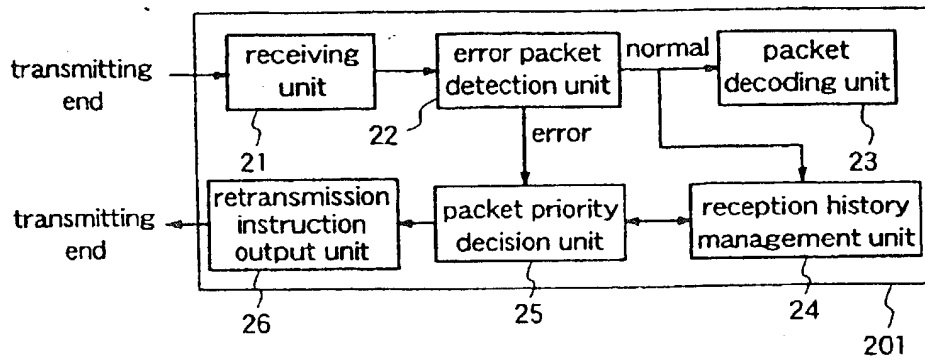 transmitting
end
receiving
unit
21
error packet
detection unit
22
normal
packet
decoding unit
23
error
transmitting
end
retransmission
instruction
output unit
26
packet priority
decision unit
25
reception history
management unit
24
201